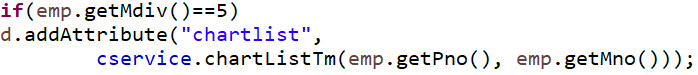 if(emp.getMdiv()==5)
d.addAttribute("chartlist",
cservice.chartListTm(emp.getPno(), emp.getMno()));